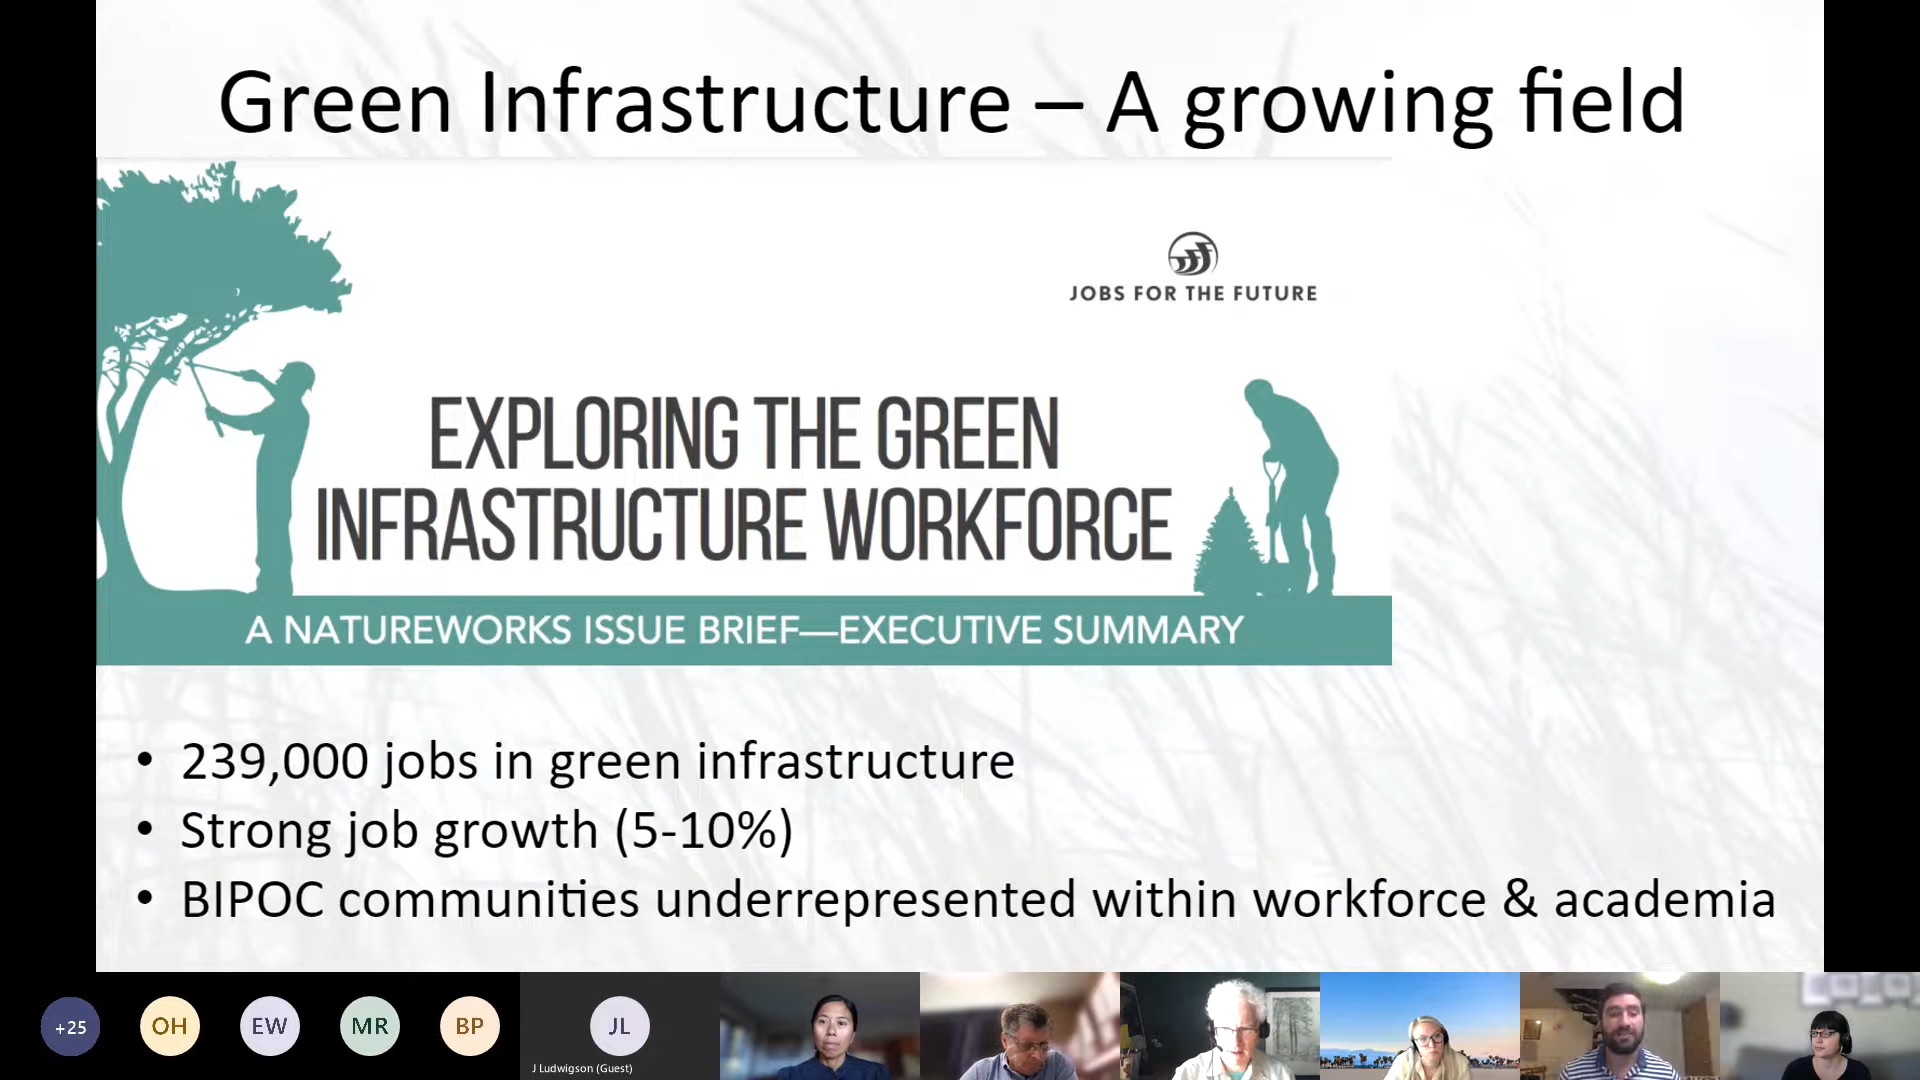 Green Infrastructure – A growing field
JOBS FOR THE FUTURE
EXPLORING THE GREEN
INFRASTRUCTURE WORKFORCE
A NATUREWORKS ISSUE BRIEF—EXECUTIVE SUMMARY
• 239,000 jobs in green infrastructure
• Strong job growth (5-10%)
• BIPOC communities underrepresented within workforce & academia
+25
OH
EW
MR
BP
JL
J Ludwigson (Guest)